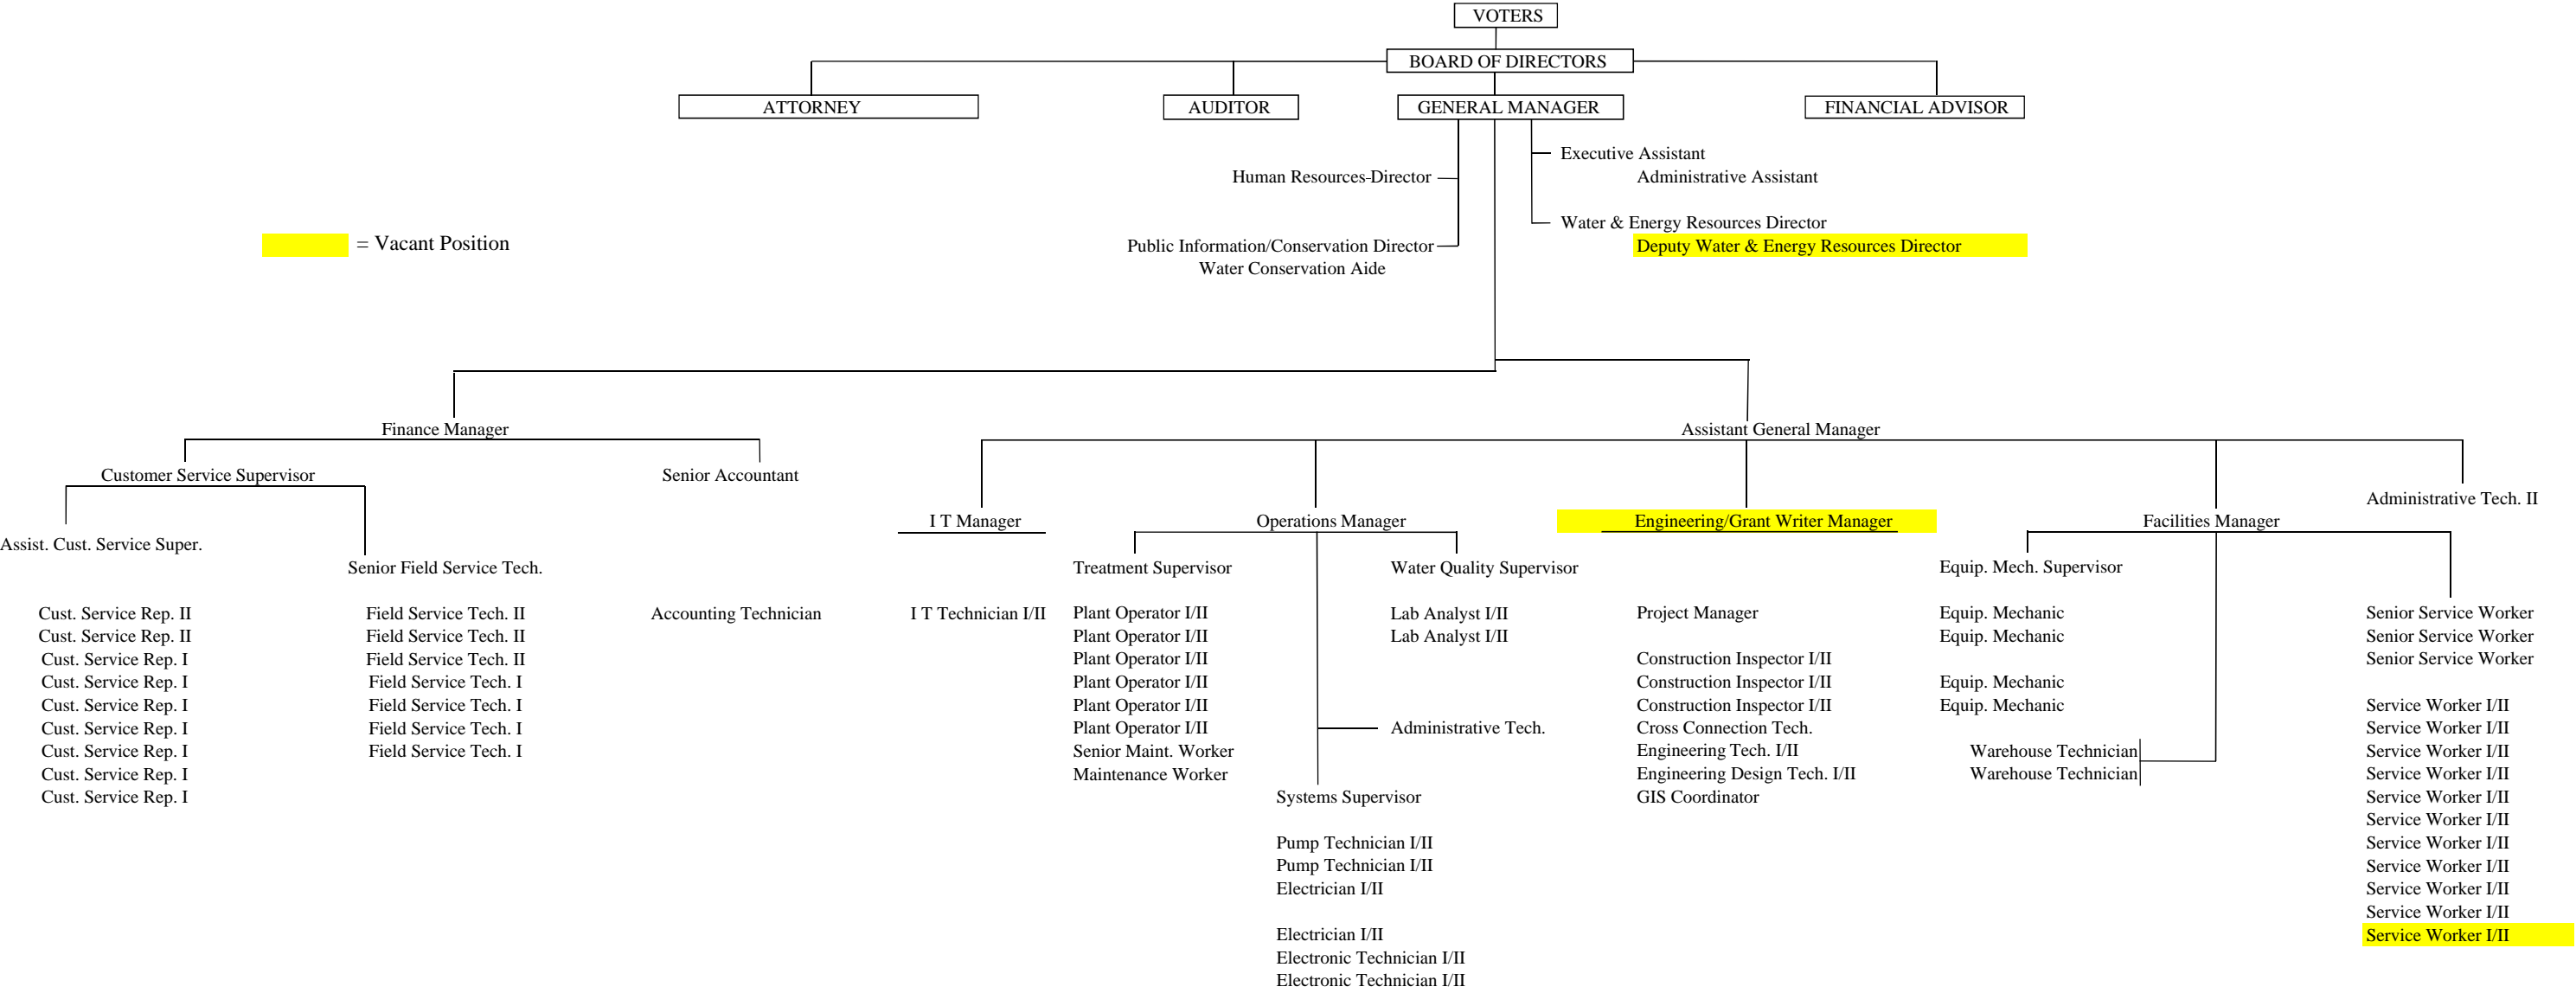 VOTERS
BOARD OF DIRECTORS
ATTORNEY
AUDITOR
GENERAL MANAGER
FINANCIAL ADVISOR
Executive Assistant
Administrative Assistant
Human Resources-Director
Water & Energy Resources Director
Deputy Water & Energy Resources Director
= Vacant Position
Public Information/Conservation Director
Water Conservation Aide
Finance Manager
Assistant General Manager
Customer Service Supervisor
Senior Accountant
Assist. Cust. Service Super.
Cust. Service Rep. II
Cust. Service Rep. II
Cust. Service Rep. I
Cust. Service Rep. I
Cust. Service Rep. I
Cust. Service Rep. I
Cust. Service Rep. I
Cust. Service Rep. I
Cust. Service Rep. I
Senior Field Service Tech.
Field Service Tech. II
Field Service Tech. II
Field Service Tech. II
Field Service Tech. I
Field Service Tech. I
Field Service Tech. I
Field Service Tech. I
Accounting Technician
I T Manager
I T Technician I/II
Operations Manager
Treatment Supervisor
Plant Operator I/II
Plant Operator I/II
Plant Operator I/II
Plant Operator I/II
Plant Operator I/II
Plant Operator I/II
Senior Maint. Worker
Maintenance Worker
Water Quality Supervisor
Lab Analyst I/II
Lab Analyst I/II
Administrative Tech.
Systems Supervisor
Pump Technician I/II
Pump Technician I/II
Electrician I/II
Electrician I/II
Electronic Technician I/II
Electronic Technician I/II
Engineering/Grant Writer Manager
Project Manager
Construction Inspector I/II
Construction Inspector I/II
Construction Inspector I/II
Cross Connection Tech.
Engineering Tech. I/II
Engineering Design Tech. I/II
GIS Coordinator
Facilities Manager
Equip. Mech. Supervisor
Equip. Mechanic
Equip. Mechanic
Equip. Mechanic
Equip. Mechanic
Warehouse Technician
Warehouse Technician
Administrative Tech. II
Senior Service Worker
Senior Service Worker
Senior Service Worker
Service Worker I/II
Service Worker I/II
Service Worker I/II
Service Worker I/II
Service Worker I/II
Service Worker I/II
Service Worker I/II
Service Worker I/II
Service Worker I/II
Service Worker I/II
Service Worker I/II